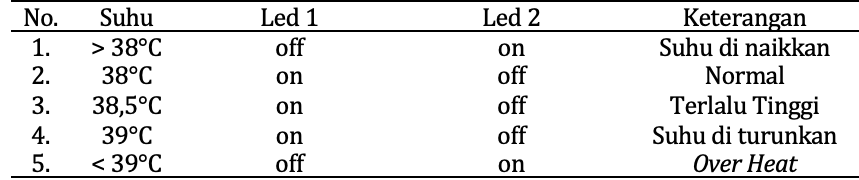 No. Suhu Led 1 Led 2 Keterangan
1. > 38°C off on Suhu di naikkan
2. 38°C on off Normal
3. 38,5°C on off Terlalu Tinggi
4. 39°C on off Suhu di turunkan
5. < 39°C off on Over Heat